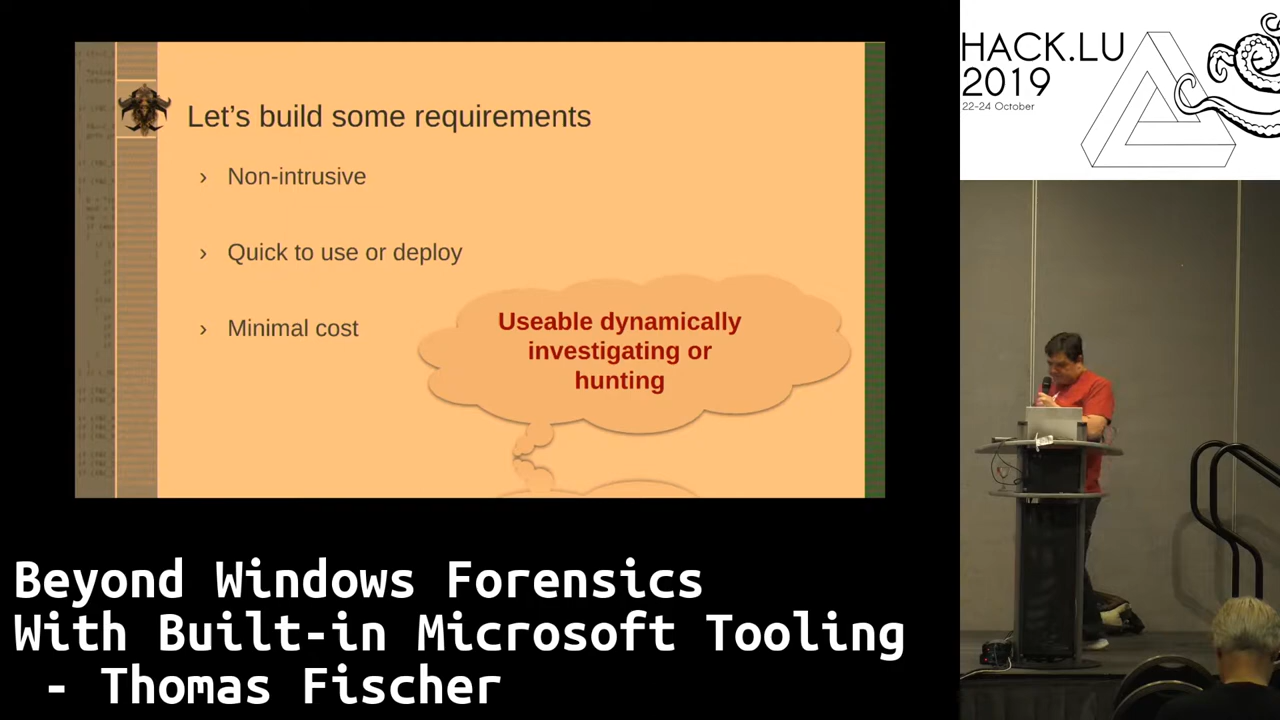 Let's build some requirements
› Non-intrusive
› Quick to use or deploy
› Minimal cost
Useable dynamically
investigating or
hunting
HACK.LU
2019
22-24 October
Beyond Windows Forensics
With Built-in Microsoft Tooling
- Thomas Fischer